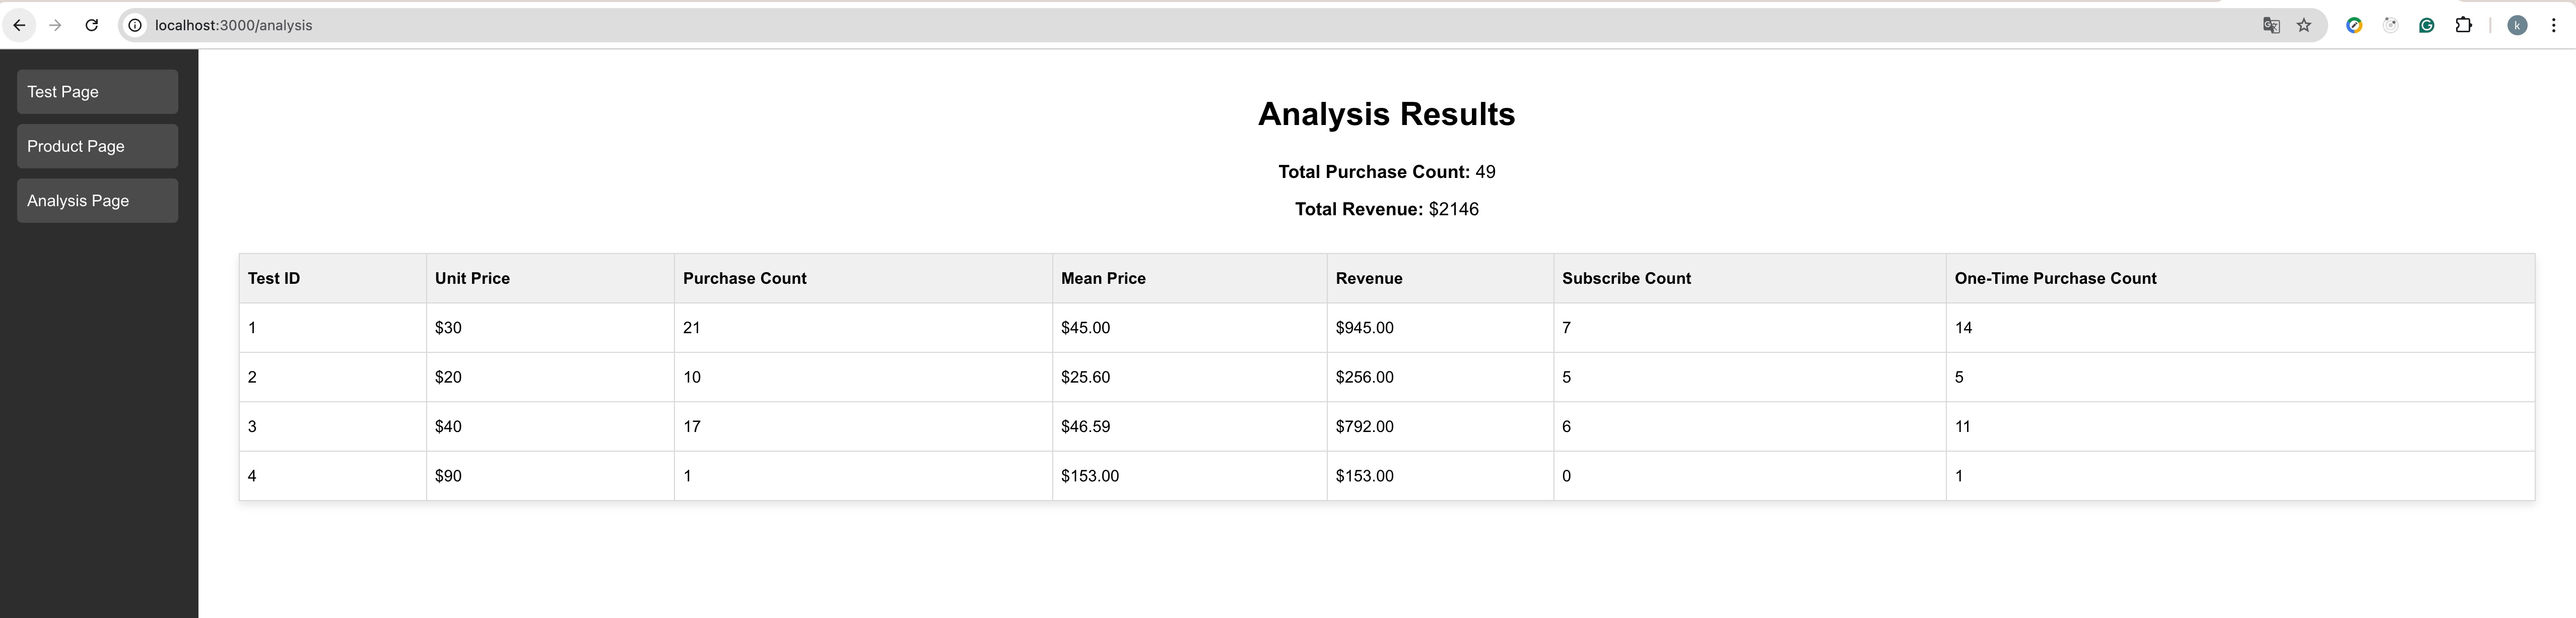 localhost:3000/analysis
k
Test Page
Product Page
Analysis Page
Analysis Results
Total Purchase Count: 49
Total Revenue: $2146
Test ID Unit Price Purchase Count Mean Price Revenue Subscribe Count One-Time Purchase Count
1 $30 21 $45.00 $945.00 7 14
2 $20 10 $25.60 $256.00 5 5
3 $40 17 $46.59 $792.00 6 11
4 $90 1 $153.00 $153.00 0 1